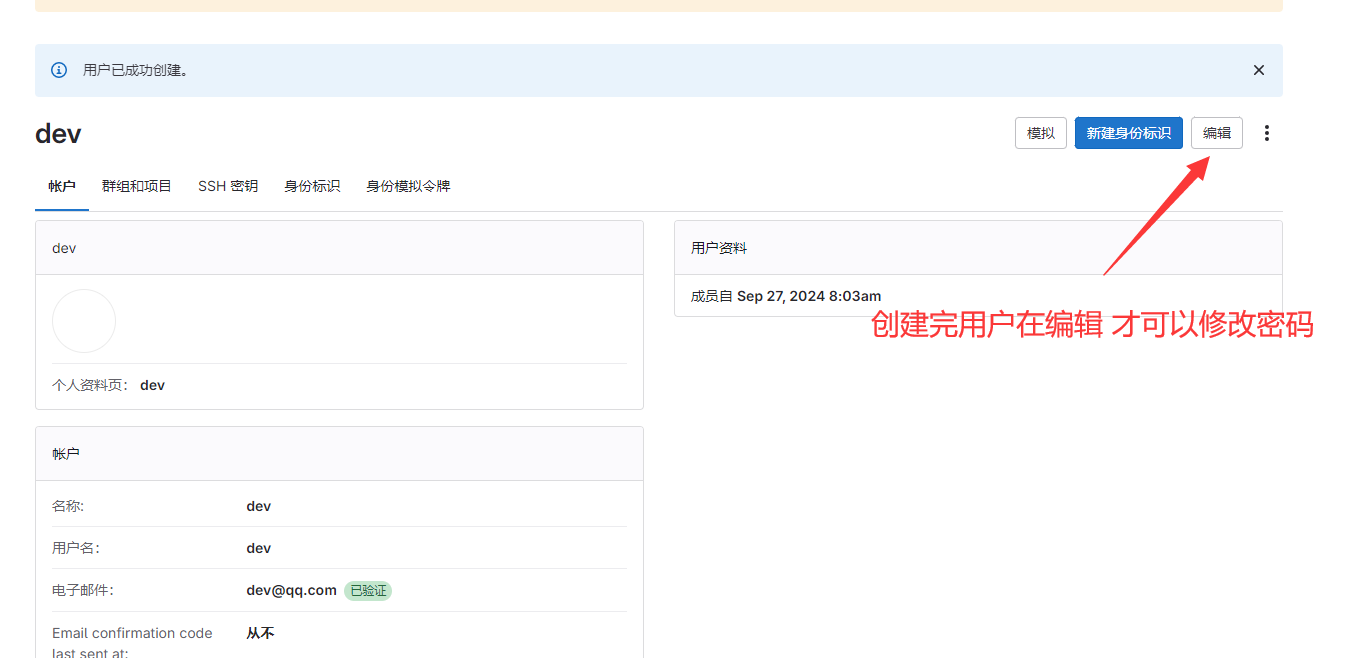 用户已成功创建。
dev
模拟 新建身份标识 编辑
帐户 群组和项目 SSH 密钥 身份标识 身份模拟令牌
dev
用户资料
成员自 Sep 27, 2024 8:03am
创建完用户在编辑 才可以修改密码
个人资料页： dev
帐户
名称: dev
用户名： dev
电子邮件： dev@qq.com 已验证
Email confirmation code 从不
last sent at: